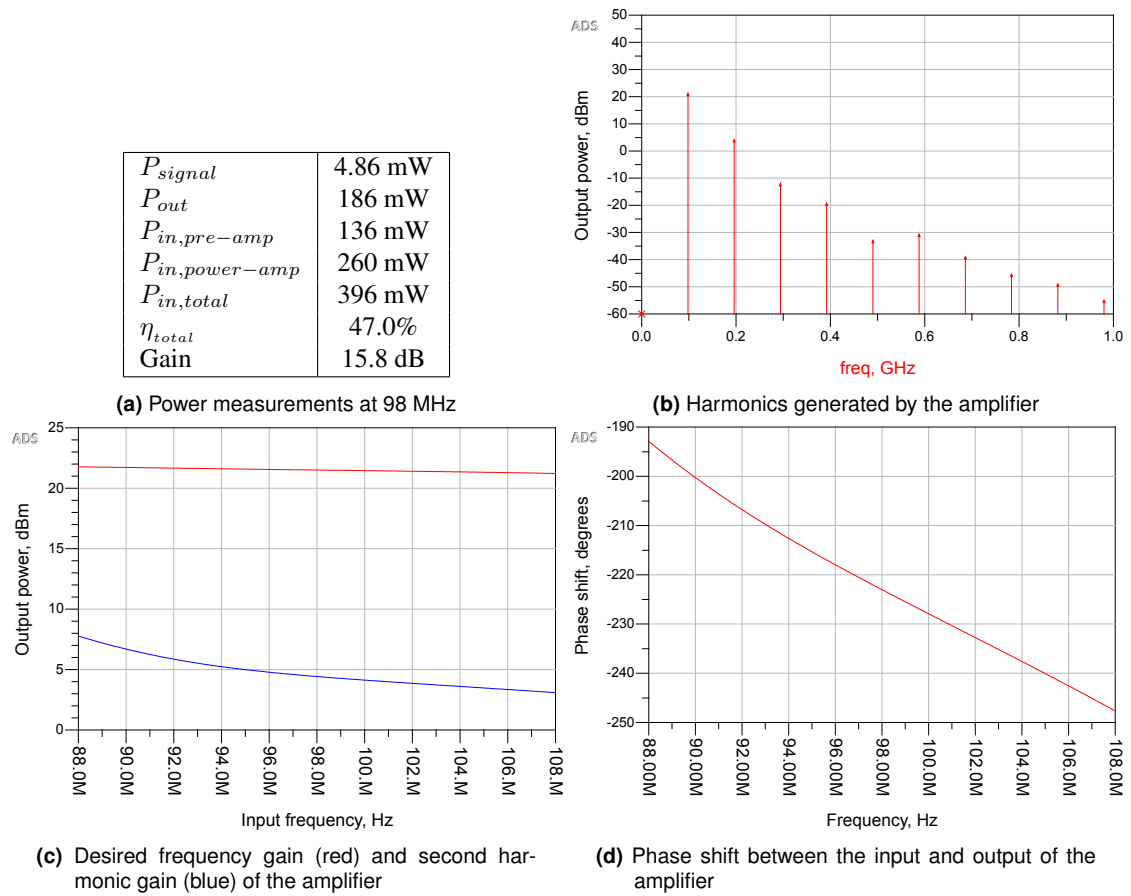 P_signal 4.86 mW
P_out 186 mW
P_in,pre−amp 136 mW
P_in,power−amp 260 mW
P_in,total 396 mW
η_total 47.0%
Gain 15.8 dB
(a) Power measurements at 98 MHz
ADS
50
40
30
20
10
0
-10
-20
-30
-40
-50
-60
Output power, dBm
0.0 0.2 0.4 0.6 0.8 1.0
freq, GHz
(b) Harmonics generated by the amplifier
ADS
25
20
15
10
5
0
Output power, dBm
88.0M 90.0M 92.0M 94.0M 96.0M 98.0M 100.M 102.M 104.M 106.M 108.M
Input frequency, Hz
(c) Desired frequency gain (red) and second har-
monic gain (blue) of the amplifier
ADS
-190
-200
-210
-220
-230
-240
-250
Phase shift, degrees
88.00M 90.00M 92.00M 94.00M 96.00M 98.00M 100.0M 102.0M 104.0M 106.0M 108.0M
Frequency, Hz
(d) Phase shift between the input and output of the
amplifier